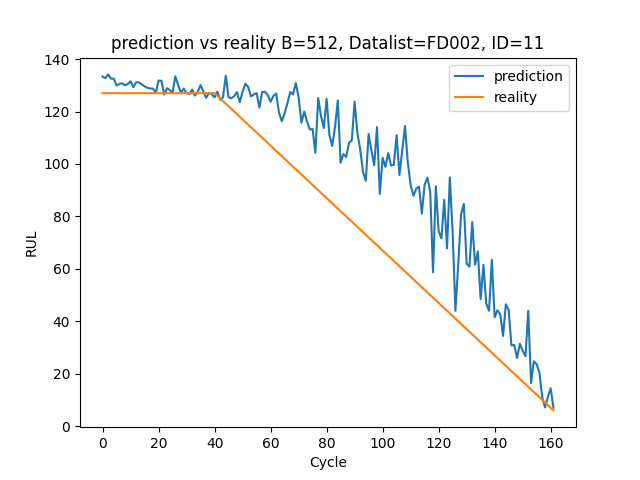 prediction vs reality B=512, Datalist=FD002, ID=11
140
120
100
80
60
40
20
0
RUL
prediction
reality
0 20 40 60 80 100 120 140 160
Cycle